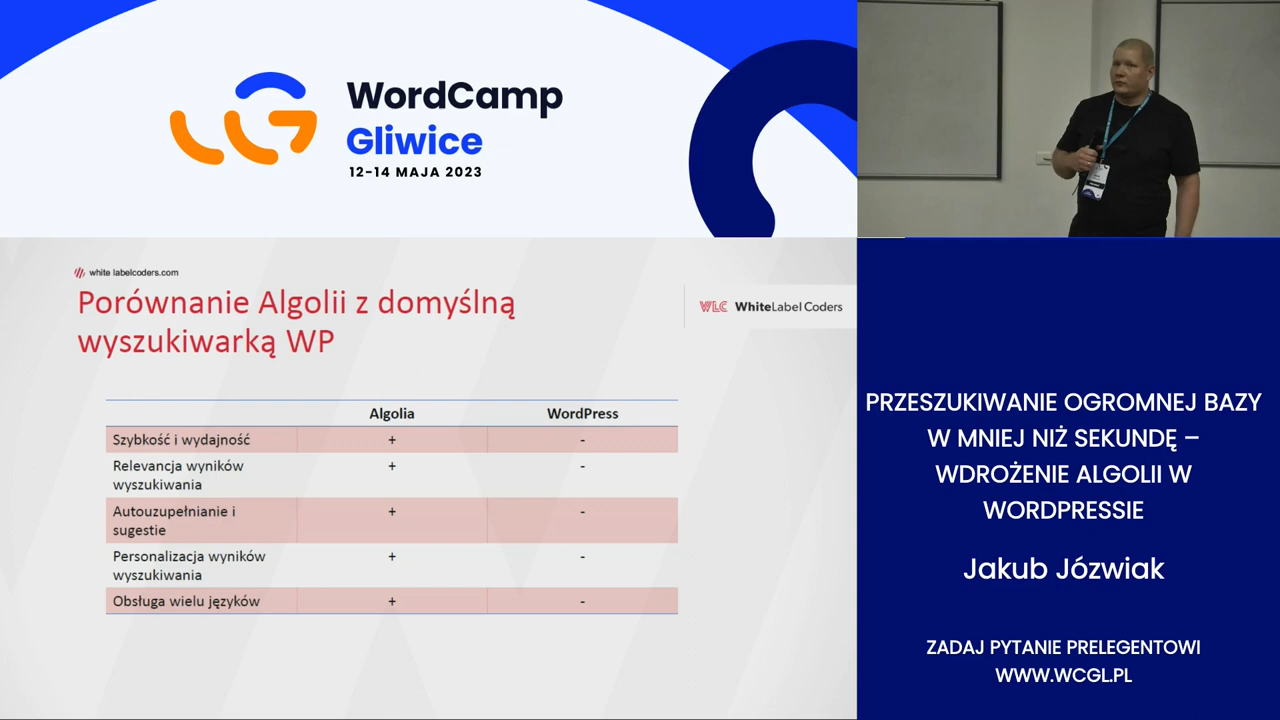 WordCamp
Gliwice
12-14 MAJA 2023
white labelcoders.com
Porównanie Algolii z domyślną
wyszukiwarką WP
WLC WhiteLabel Coders
Algolia WordPress
Szybkość i wydajność + -
Relewancja wyników + -
wyszukiwania
Autouzupełnianie i + -
sugestie
Personalizacja wyników + -
wyszukiwania
Obsługa wielu języków + -
PRZESZUKIWANIE OGROMNEJ BAZY
W MNIEJ NIŻ SEKUNDĘ –
WDROŻENIE ALGOLII W
WORDPRESSIE
Jakub Józwiak
ZADAJ PYTANIE PRELEGENTOWI
WWW.WCGL.PL